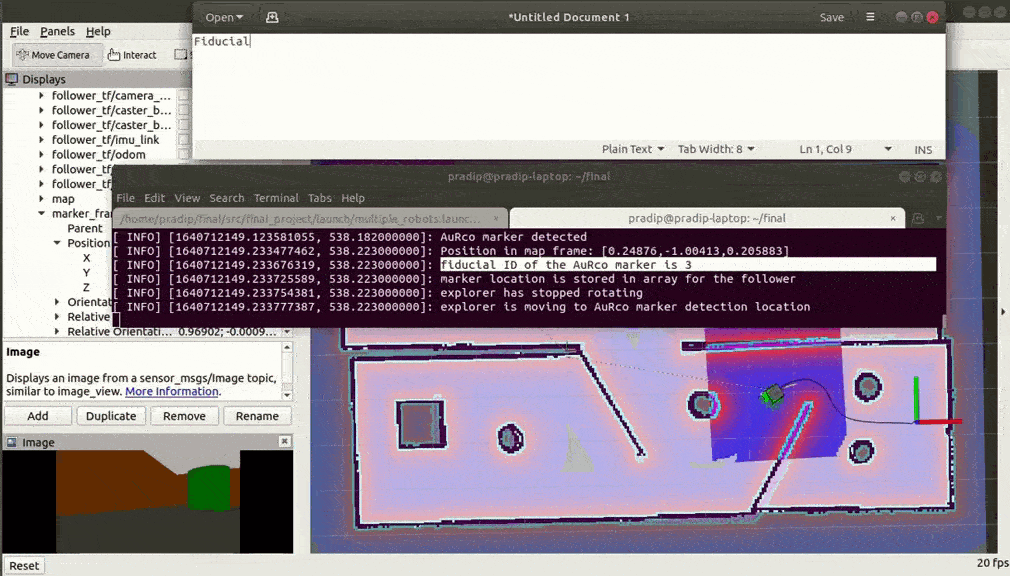 Open
*Untitled Document 1
Save
Fiducial
Plain Text
Tab Width: 8
Ln 1, Col 9
INS
File Panels Help
Move Camera
Interact
Displays
follower_tf/camera_...
follower_tf/caster_b...
follower_tf/caster_b...
follower_tf/imu_link
follower_tf/odom
follower_tf/
follower_tf/
map
marker_fra
Parent
Position
X
Y
Z
Orientat
Relative
Relative Orientati... 0.96902; -0.0009...
pradip@pradip-laptop: ~/final
File Edit View Search Terminal Tabs Help
/home/pradip/final/src/final_project/launch/multiple_robots.launc...
pradip@pradip-laptop: ~/final
[ INFO] [1640712149.123581055, 538.182000000]: AuRco marker detected
[ INFO] [1640712149.233477462, 538.223000000]: Position in map frame: [0.24876,-1.00413,0.205883]
[ INFO] [1640712149.233676319, 538.223000000]: fiducial ID of the AuRco marker is 3
[ INFO] [1640712149.233725589, 538.223000000]: marker location is stored in array for the follower
[ INFO] [1640712149.233754381, 538.223000000]: explorer has stopped rotating
[ INFO] [1640712149.233777387, 538.223000000]: explorer is moving to AuRco marker detection location
Image
Displays an image from a sensor_msgs/Image topic,
similar to image_view. More Information.
Add Duplicate Remove Rename
Image
Reset
20 fps